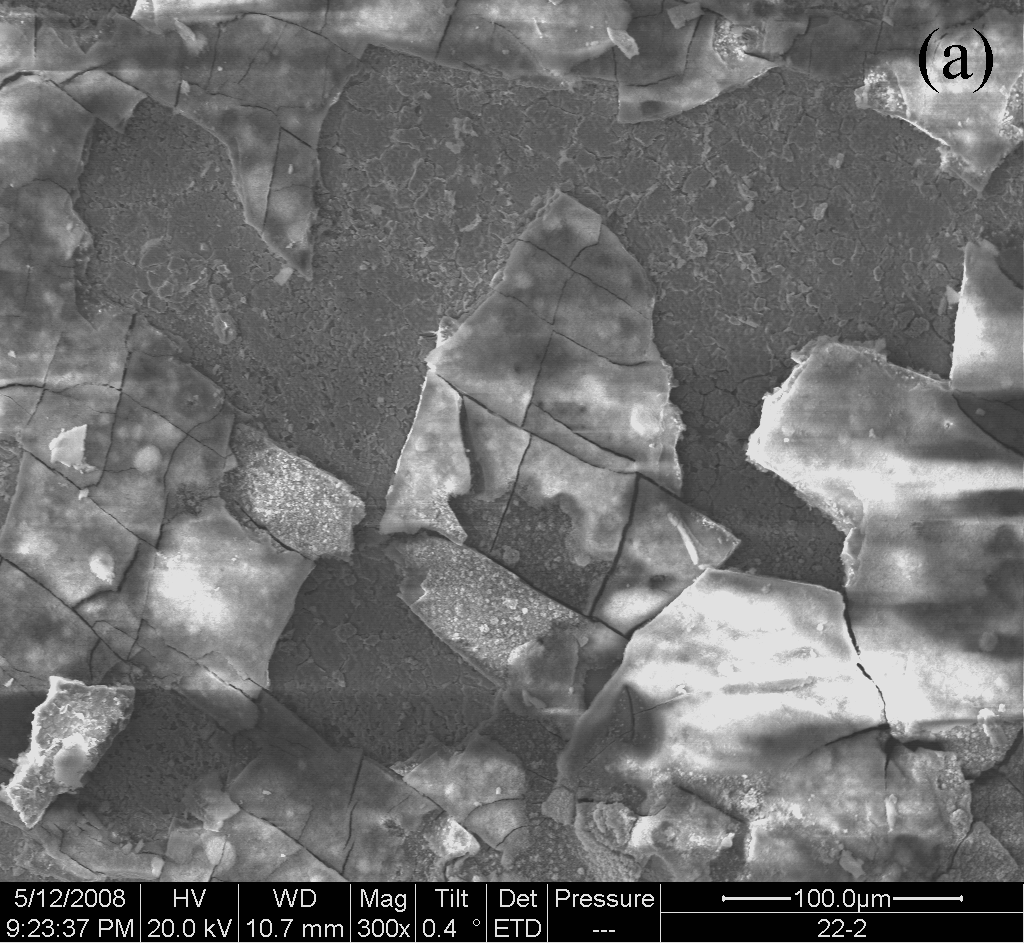 (a)
5/12/2008 HV WD Mag Tilt Det Pressure 100.0µm
9:23:37 PM 20.0 kV 10.7 mm 300x 0.4 ° ETD --- 22-2